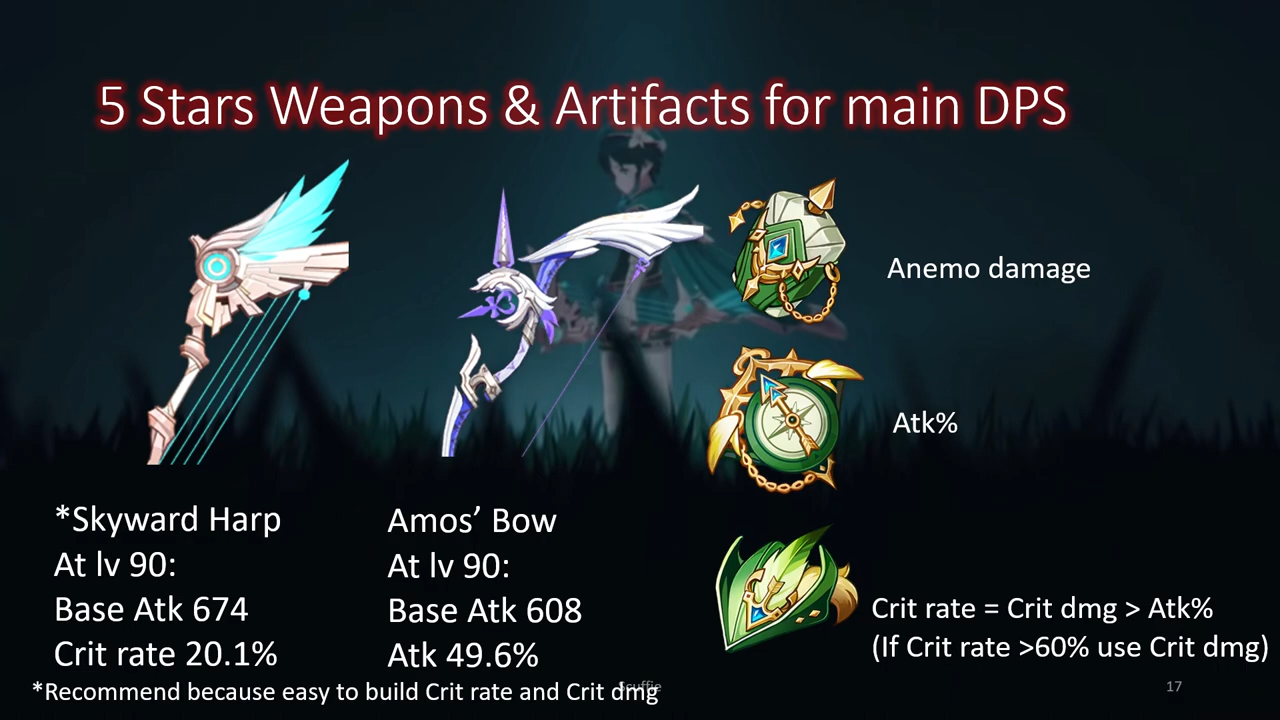 5 Stars Weapons & Artifacts for main DPS
*Skyward Harp
At lv 90:
Base Atk 674
Crit rate 20.1%
Amos’ Bow
At lv 90:
Base Atk 608
Atk 49.6%
Anemo damage
Atk%
Crit rate = Crit dmg > Atk%
(If Crit rate >60% use Crit dmg)
*Recommend because easy to build Crit rate and Crit dmg
17